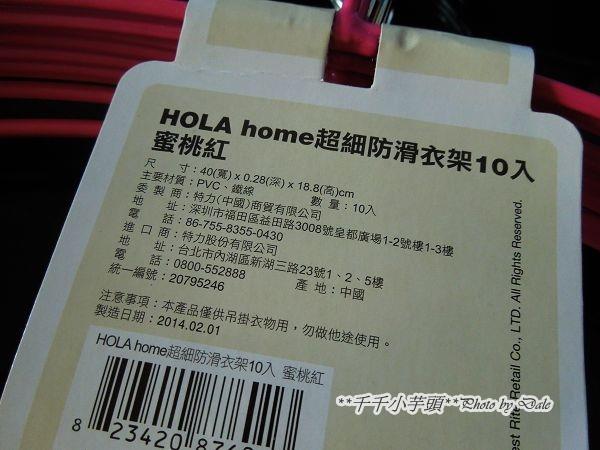 HOLA home超細防滑衣架10入
蜜桃紅
尺 寸：40(寬) x 0.28(深) x 18.8(高)cm
主要材質：PVC、鐵線 數 量：10入
委 製 商：特力(中國)商貿有限公司
地 址：深圳市福田區益田路3008號皇都廣場1-2號樓1-3樓
電 話：86-755-8355-0430
進 口 商：特力股份有限公司
地 址：台北市內湖區新湖三路23號1、2、5樓
電 話：0800-552888 產 地：中國
統一編號：20795246
注意事項：本產品僅供吊掛衣物用，勿做他途使用。
製造日期：2014.02.01
HOLA home超細防滑衣架10入 蜜桃紅
8 23420 876
est Rite Retail Co., LTD. All Rights Reserved.
**千千小芋頭**Photo by Dale